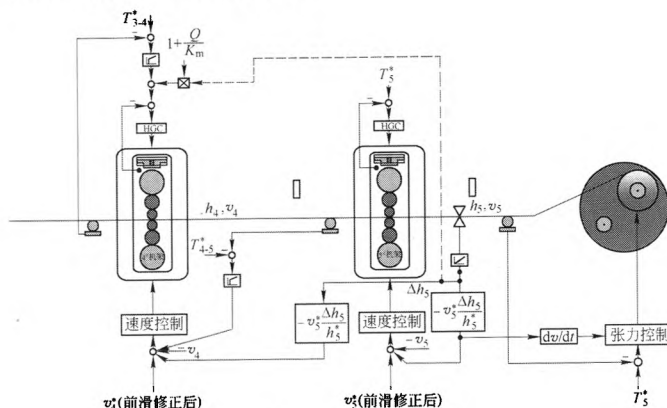 T*3-4
1+Q/Km
T*5
HGC
HGC
h4, v4
h5, v5
T*4-5
Δh5
速度控制
-v*5 Δh5/h*5
速度控制
-v*5 Δh5/h*5
dv/dt
张力控制
-v4
-v5
v*4(前滑修正后)
v*5(前滑修正后)
T*5